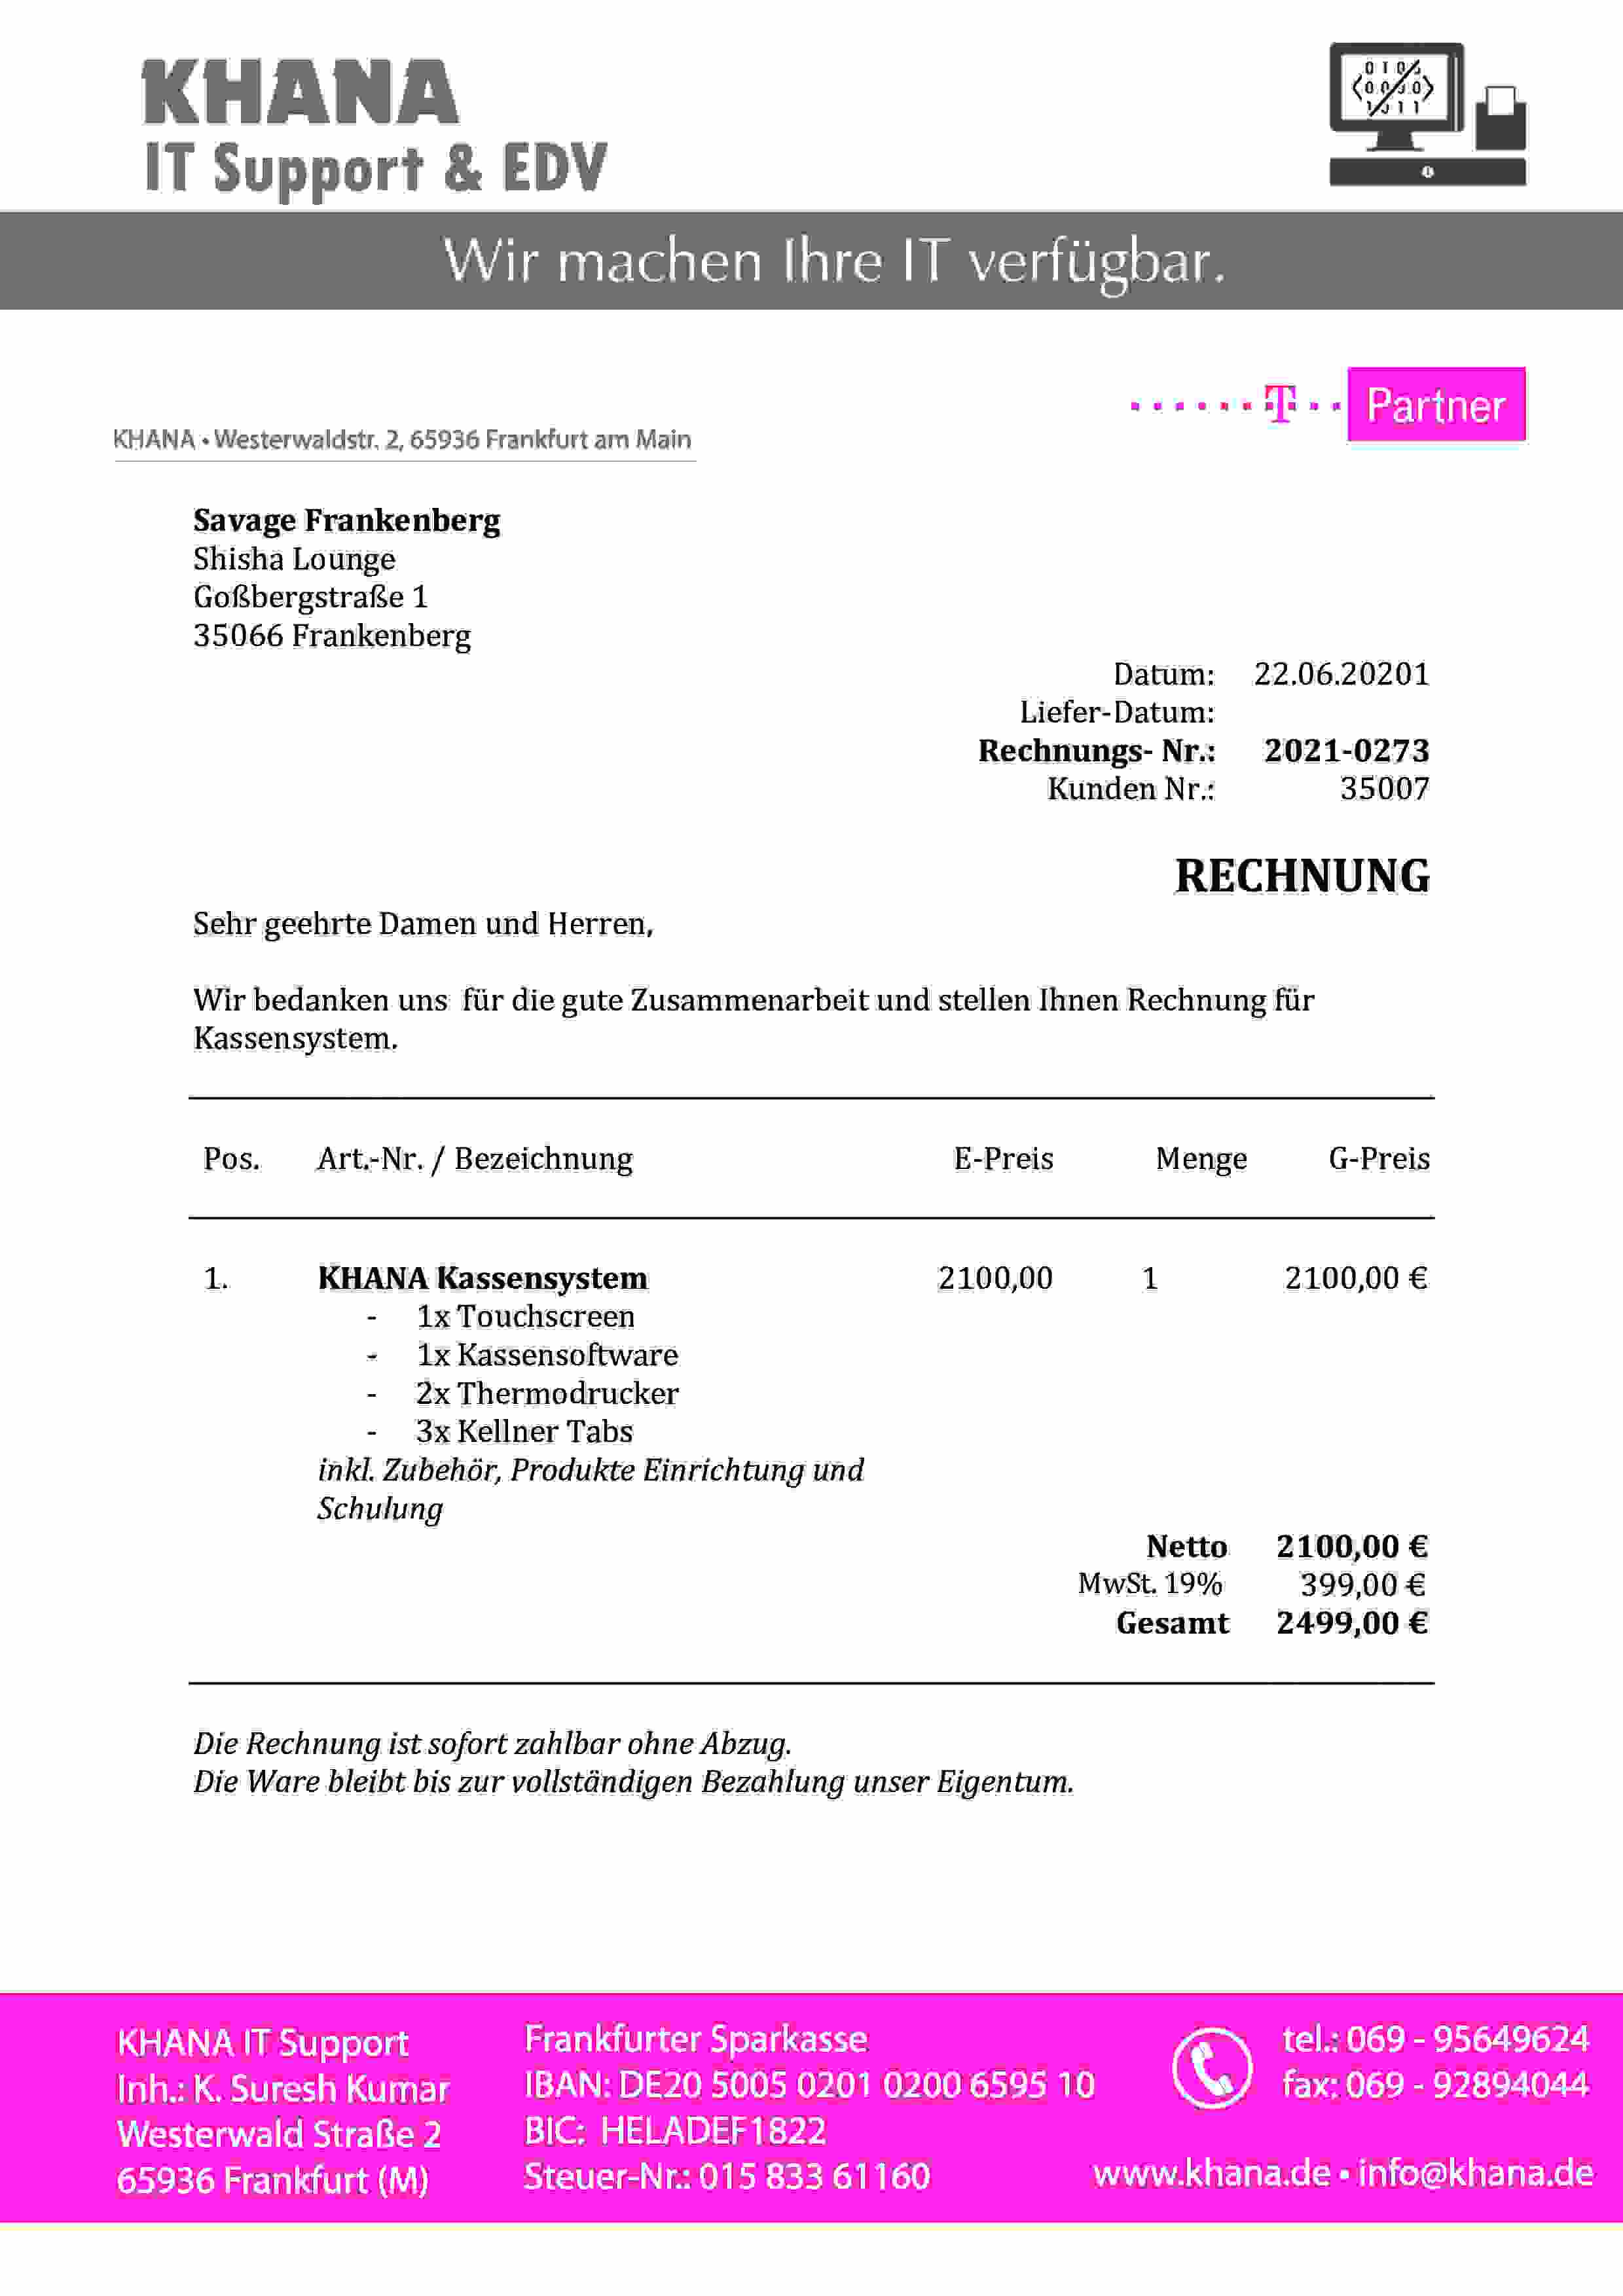 KHANA
IT Support & EDV
Wir machen Ihre IT verfügbar.
T Partner
KHANA • Westerwaldstr. 2, 65936 Frankfurt am Main
Savage Frankenberg
Shisha Lounge
Goßbergstraße 1
35066 Frankenberg
Datum: 22.06.20201
Liefer-Datum:
Rechnungs- Nr.: 2021-0273
Kunden Nr.: 35007
RECHNUNG
Sehr geehrte Damen und Herren,
Wir bedanken uns für die gute Zusammenarbeit und stellen Ihnen Rechnung für
Kassensystem.
Pos. Art.-Nr. / Bezeichnung E-Preis Menge G-Preis
1. KHANA Kassensystem 2100,00 1 2100,00 €
- 1x Touchscreen
- 1x Kassensoftware
- 2x Thermodrucker
- 3x Kellner Tabs
inkl. Zubehör, Produkte Einrichtung und
Schulung
Netto 2100,00 €
MwSt. 19% 399,00 €
Gesamt 2499,00 €
Die Rechnung ist sofort zahlbar ohne Abzug.
Die Ware bleibt bis zur vollständigen Bezahlung unser Eigentum.
KHANA IT Support
Inh.: K. Suresh Kumar
Westerwald Straße 2
65936 Frankfurt (M)
Frankfurter Sparkasse
IBAN: DE20 5005 0201 0200 6595 10
BIC: HELADEF1822
Steuer-Nr.: 015 833 61160
tel.: 069 - 95649624
fax: 069 - 92894044
www.khana.de • info@khana.de